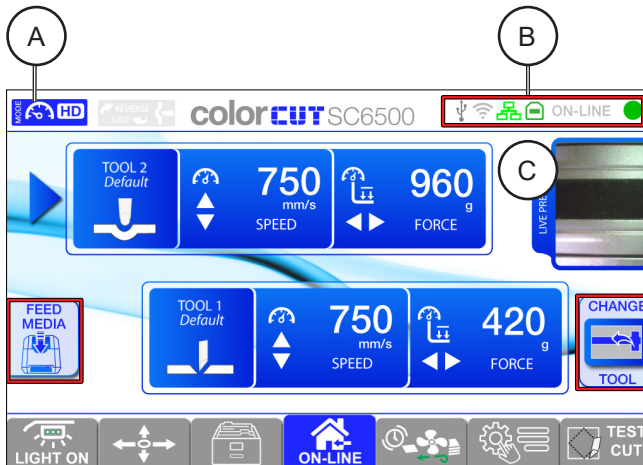 A
B
MODE HD REVERSE SIDE colorcut SC6500 ON-LINE
C
TOOL 2
Default
750
mm/s
SPEED
960
g
FORCE
LIVE PRE
FEED
MEDIA
TOOL 1
Default
750
mm/s
SPEED
420
g
FORCE
CHANGE
TOOL
LIGHT ON
ON-LINE
TEST
CUT